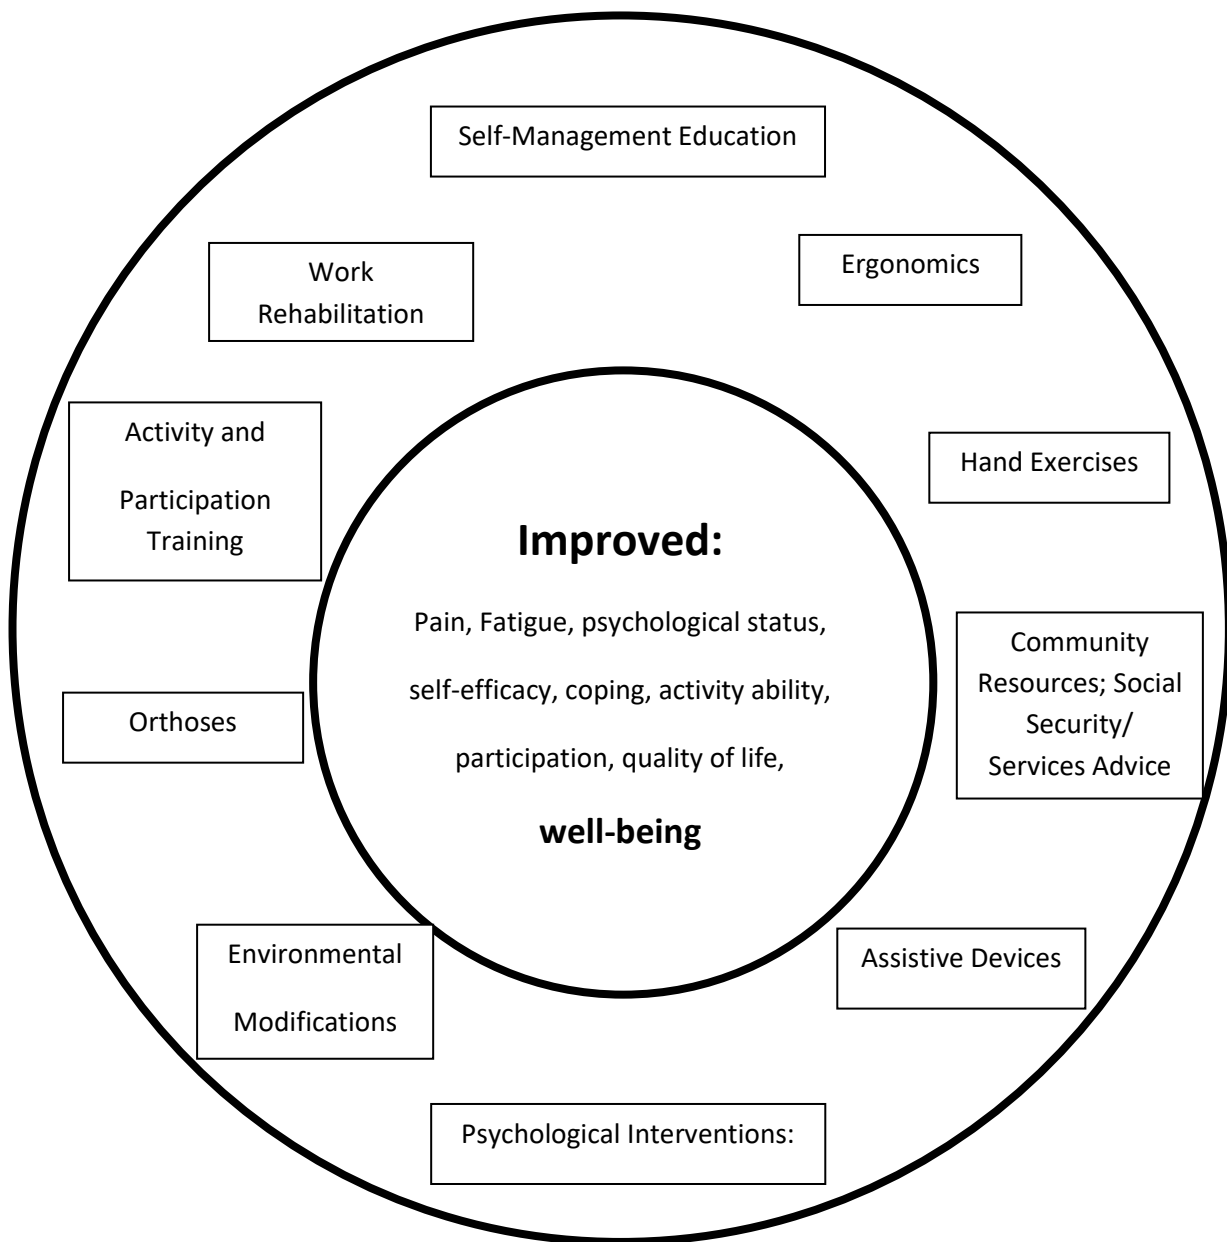 Self-Management Education
Ergonomics
Work
Rehabilitation
Activity and
Participation
Training
Hand Exercises
Improved:
Pain, Fatigue, psychological status,
self-efficacy, coping, activity ability,
participation, quality of life,
well-being
Community
Resources; Social
Security/
Services Advice
Orthoses
Environmental
Modifications
Assistive Devices
Psychological Interventions: